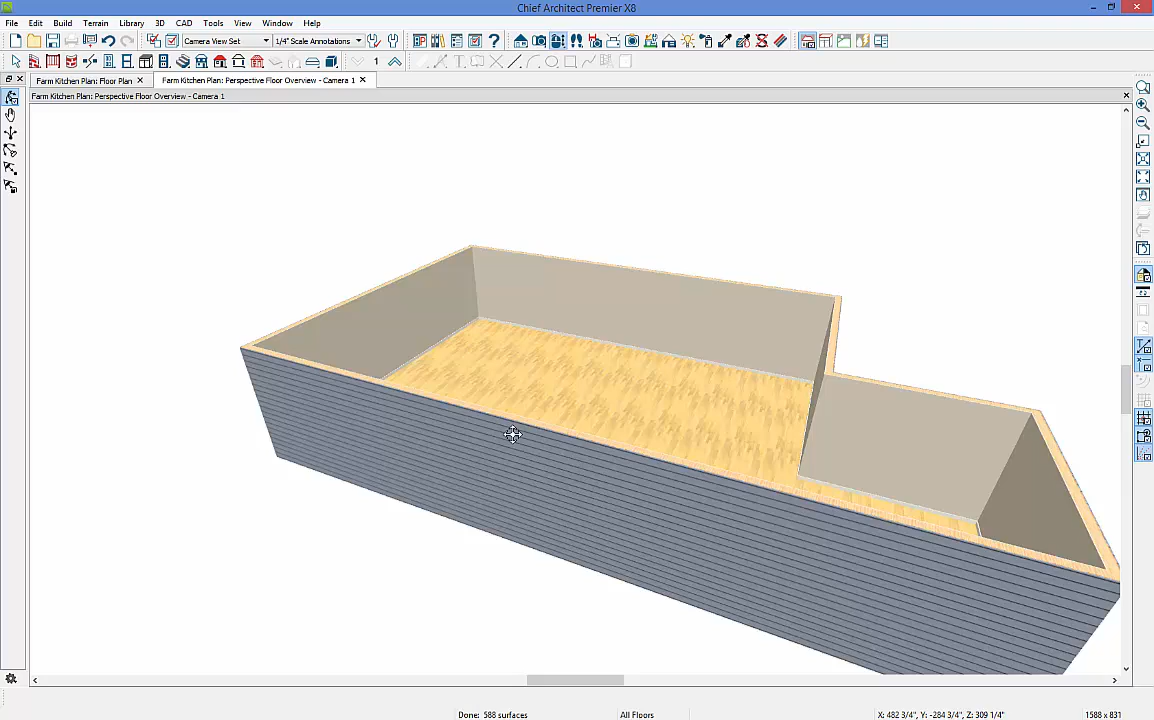 Chief Architect Premier X8
File Edit Build Terrain Library 3D CAD Tools View Window Help
Camera View Set 1/4" Scale Annotations
1
Farm Kitchen Plan: Floor Plan Farm Kitchen Plan: Perspective Floor Overview - Camera 1
Farm Kitchen Plan: Perspective Floor Overview - Camera 1
Done: 588 surfaces All Floors X: 482 3/4", Y: -284 3/4", Z: 309 1/4" 1588 x 831